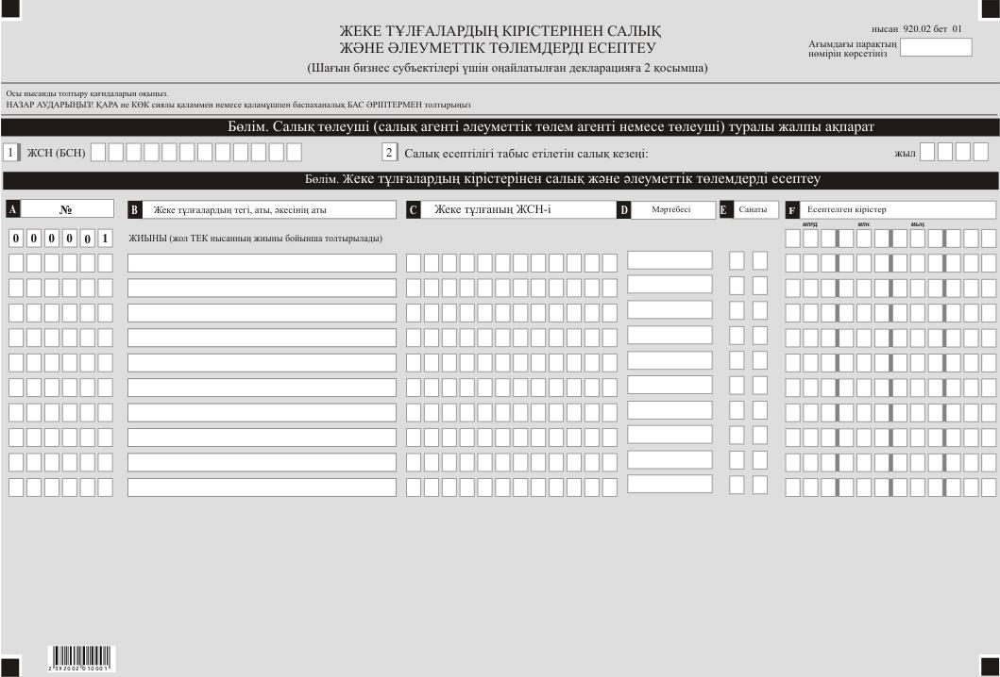 ЖЕКЕ ТҰЛҒАЛАРДЫҢ КІРІСТЕРІНЕН САЛЫҚ
ЖӘНЕ ӘЛЕУМЕТТІК ТӨЛЕМДЕРДІ ЕСЕПТЕУ
(Шағын бизнес субъектілері үшін оңайлатылған декларацияға 2 қосымша)
нысан 920.02 бет 01
Ағымдағы парақтың
нөмірін көрсетініз
Осы нысанды толтыру қағидаларын оқыңыз.
НАЗАР АУДАРЫҢЫЗ! ҚАРА не КӨК сиялы қаламмен немесе қаламұшпен баспаханалық БАС ӘРІПТЕРМЕН толтырыңыз
Бөлім. Салық төлеуші (салық агенті әлеуметтік төлем агенті немесе төлеуші) туралы жалпы ақпарат
1 ЖСН (БСН) 2 Салық есептілігі табыс етілетін салық кезеңі: жыл
Бөлім. Жеке тұлғалардың кірістерінен салық және әлеуметтік төлемдерді есептеу
A № B Жеке тұлғалардың тегі, аты, әкесінің аты C Жеке тұлғаның ЖСН-і D Мәртебесі E Санаты F Есептелген кірістер
млрд. млн. мың.
0 0 0 0 0 1 ЖИЫНЫ (жол ТЕК нысанның жиыны бойынша толтырылады)
2 392002 010001